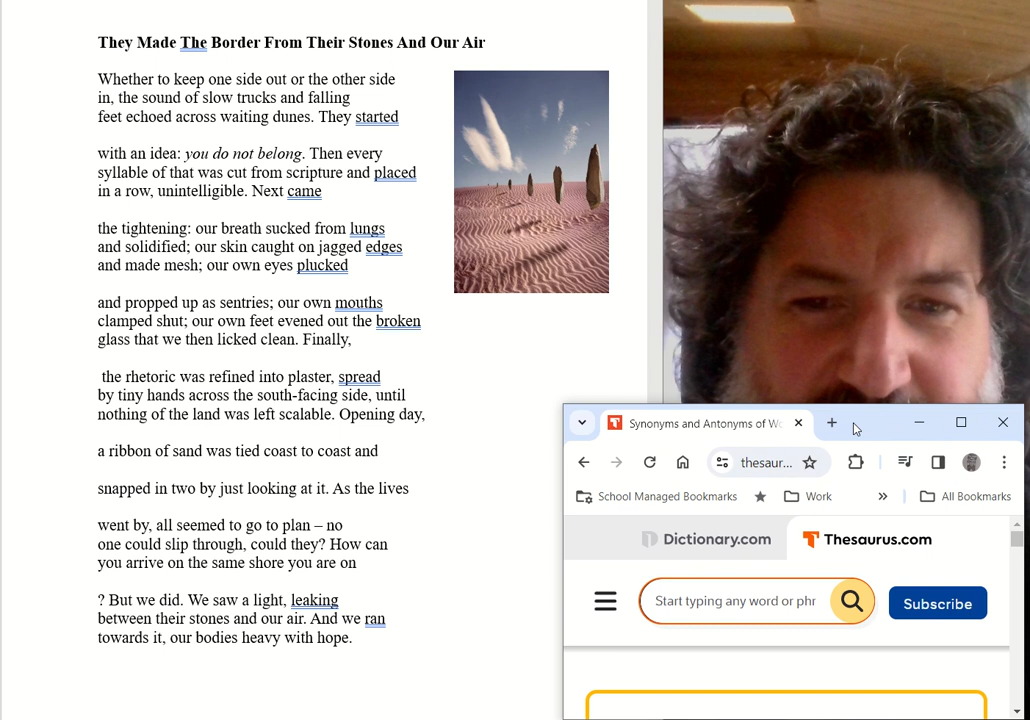 They Made The Border From Their Stones And Our Air
Whether to keep one side out or the other side
in, the sound of slow trucks and falling
feet echoed across waiting dunes. They started
with an idea: you do not belong. Then every
syllable of that was cut from scripture and placed
in a row, unintelligible. Next came
the tightening: our breath sucked from lungs
and solidified; our skin caught on jagged edges
and made mesh; our own eyes plucked
and propped up as sentries; our own mouths
clamped shut; our own feet evened out the broken
glass that we then licked clean. Finally,
the rhetoric was refined into plaster, spread
by tiny hands across the south-facing side, until
nothing of the land was left scalable. Opening day,
a ribbon of sand was tied coast to coast and
snapped in two by just looking at it. As the lives
went by, all seemed to go to plan – no
one could slip through, could they? How can
you arrive on the same shore you are on
? But we did. We saw a light, leaking
between their stones and our air. And we ran
towards it, our bodies heavy with hope.
Synonyms and Antonyms of Wo
thesaur...
School Managed Bookmarks
Work
»
All Bookmarks
Dictionary.com
Thesaurus.com
Start typing any word or phr
Subscribe